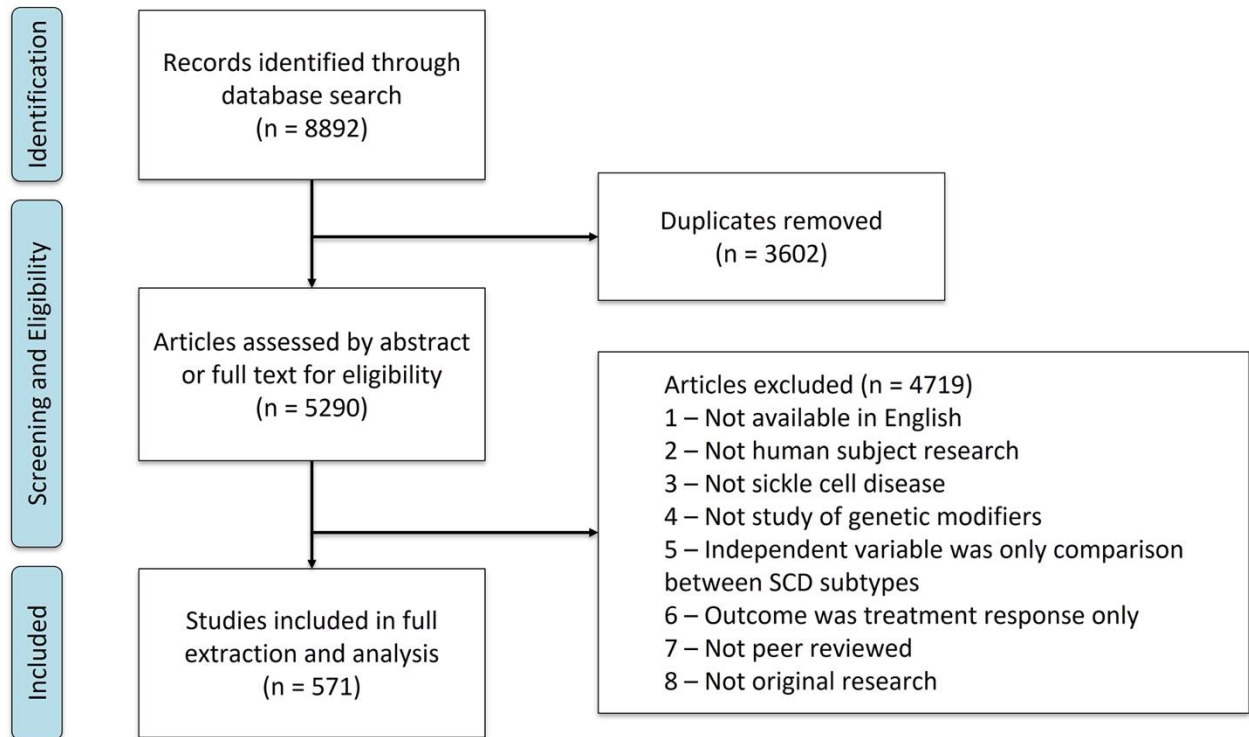 Identification
Records identified through
database search
(n = 8892)
Duplicates removed
(n = 3602)
Screening and Eligibility
Articles assessed by abstract
or full text for eligibility
(n = 5290)
Articles excluded (n = 4719)
1 – Not available in English
2 – Not human subject research
3 – Not sickle cell disease
4 – Not study of genetic modifiers
5 – Independent variable was only comparison
between SCD subtypes
6 – Outcome was treatment response only
7 – Not peer reviewed
8 – Not original research
Included
Studies included in full
extraction and analysis
(n = 571)